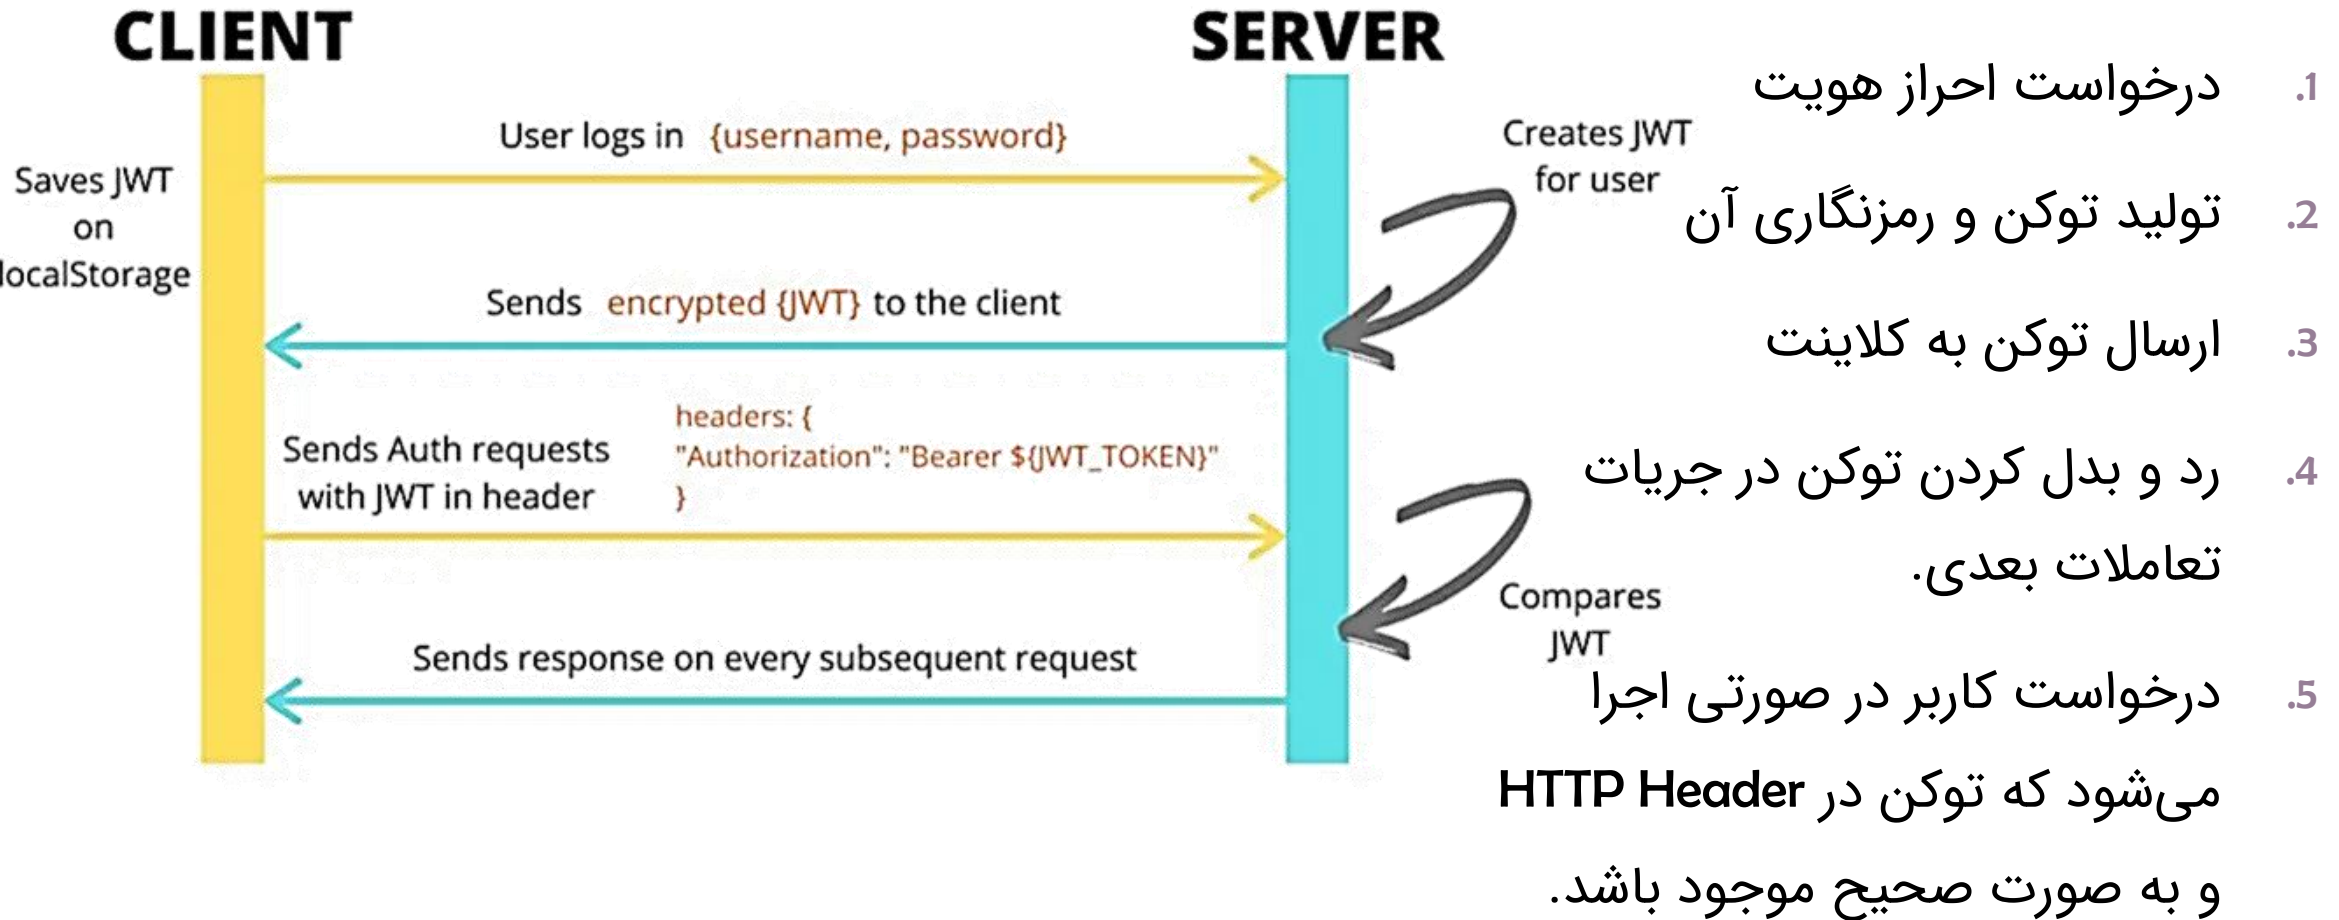 CLIENT
SERVER
User logs in {username, password}
Creates JWT
for user
Saves JWT
on
localStorage
Sends encrypted {JWT} to the client
Sends Auth requests
with JWT in header
headers: {
"Authorization": "Bearer ${JWT_TOKEN}"
}
Compares
JWT
Sends response on every subsequent request
1. درخواست احراز هویت
2. تولید توکن و رمزنگاری آن
3. ارسال توکن به کلاینت
4. رد و بدل کردن توکن در جریات
تعاملات بعدی.
5. درخواست کاربر در صورتی اجرا
می‌شود که توکن در HTTP Header
و به صورت صحیح موجود باشد.